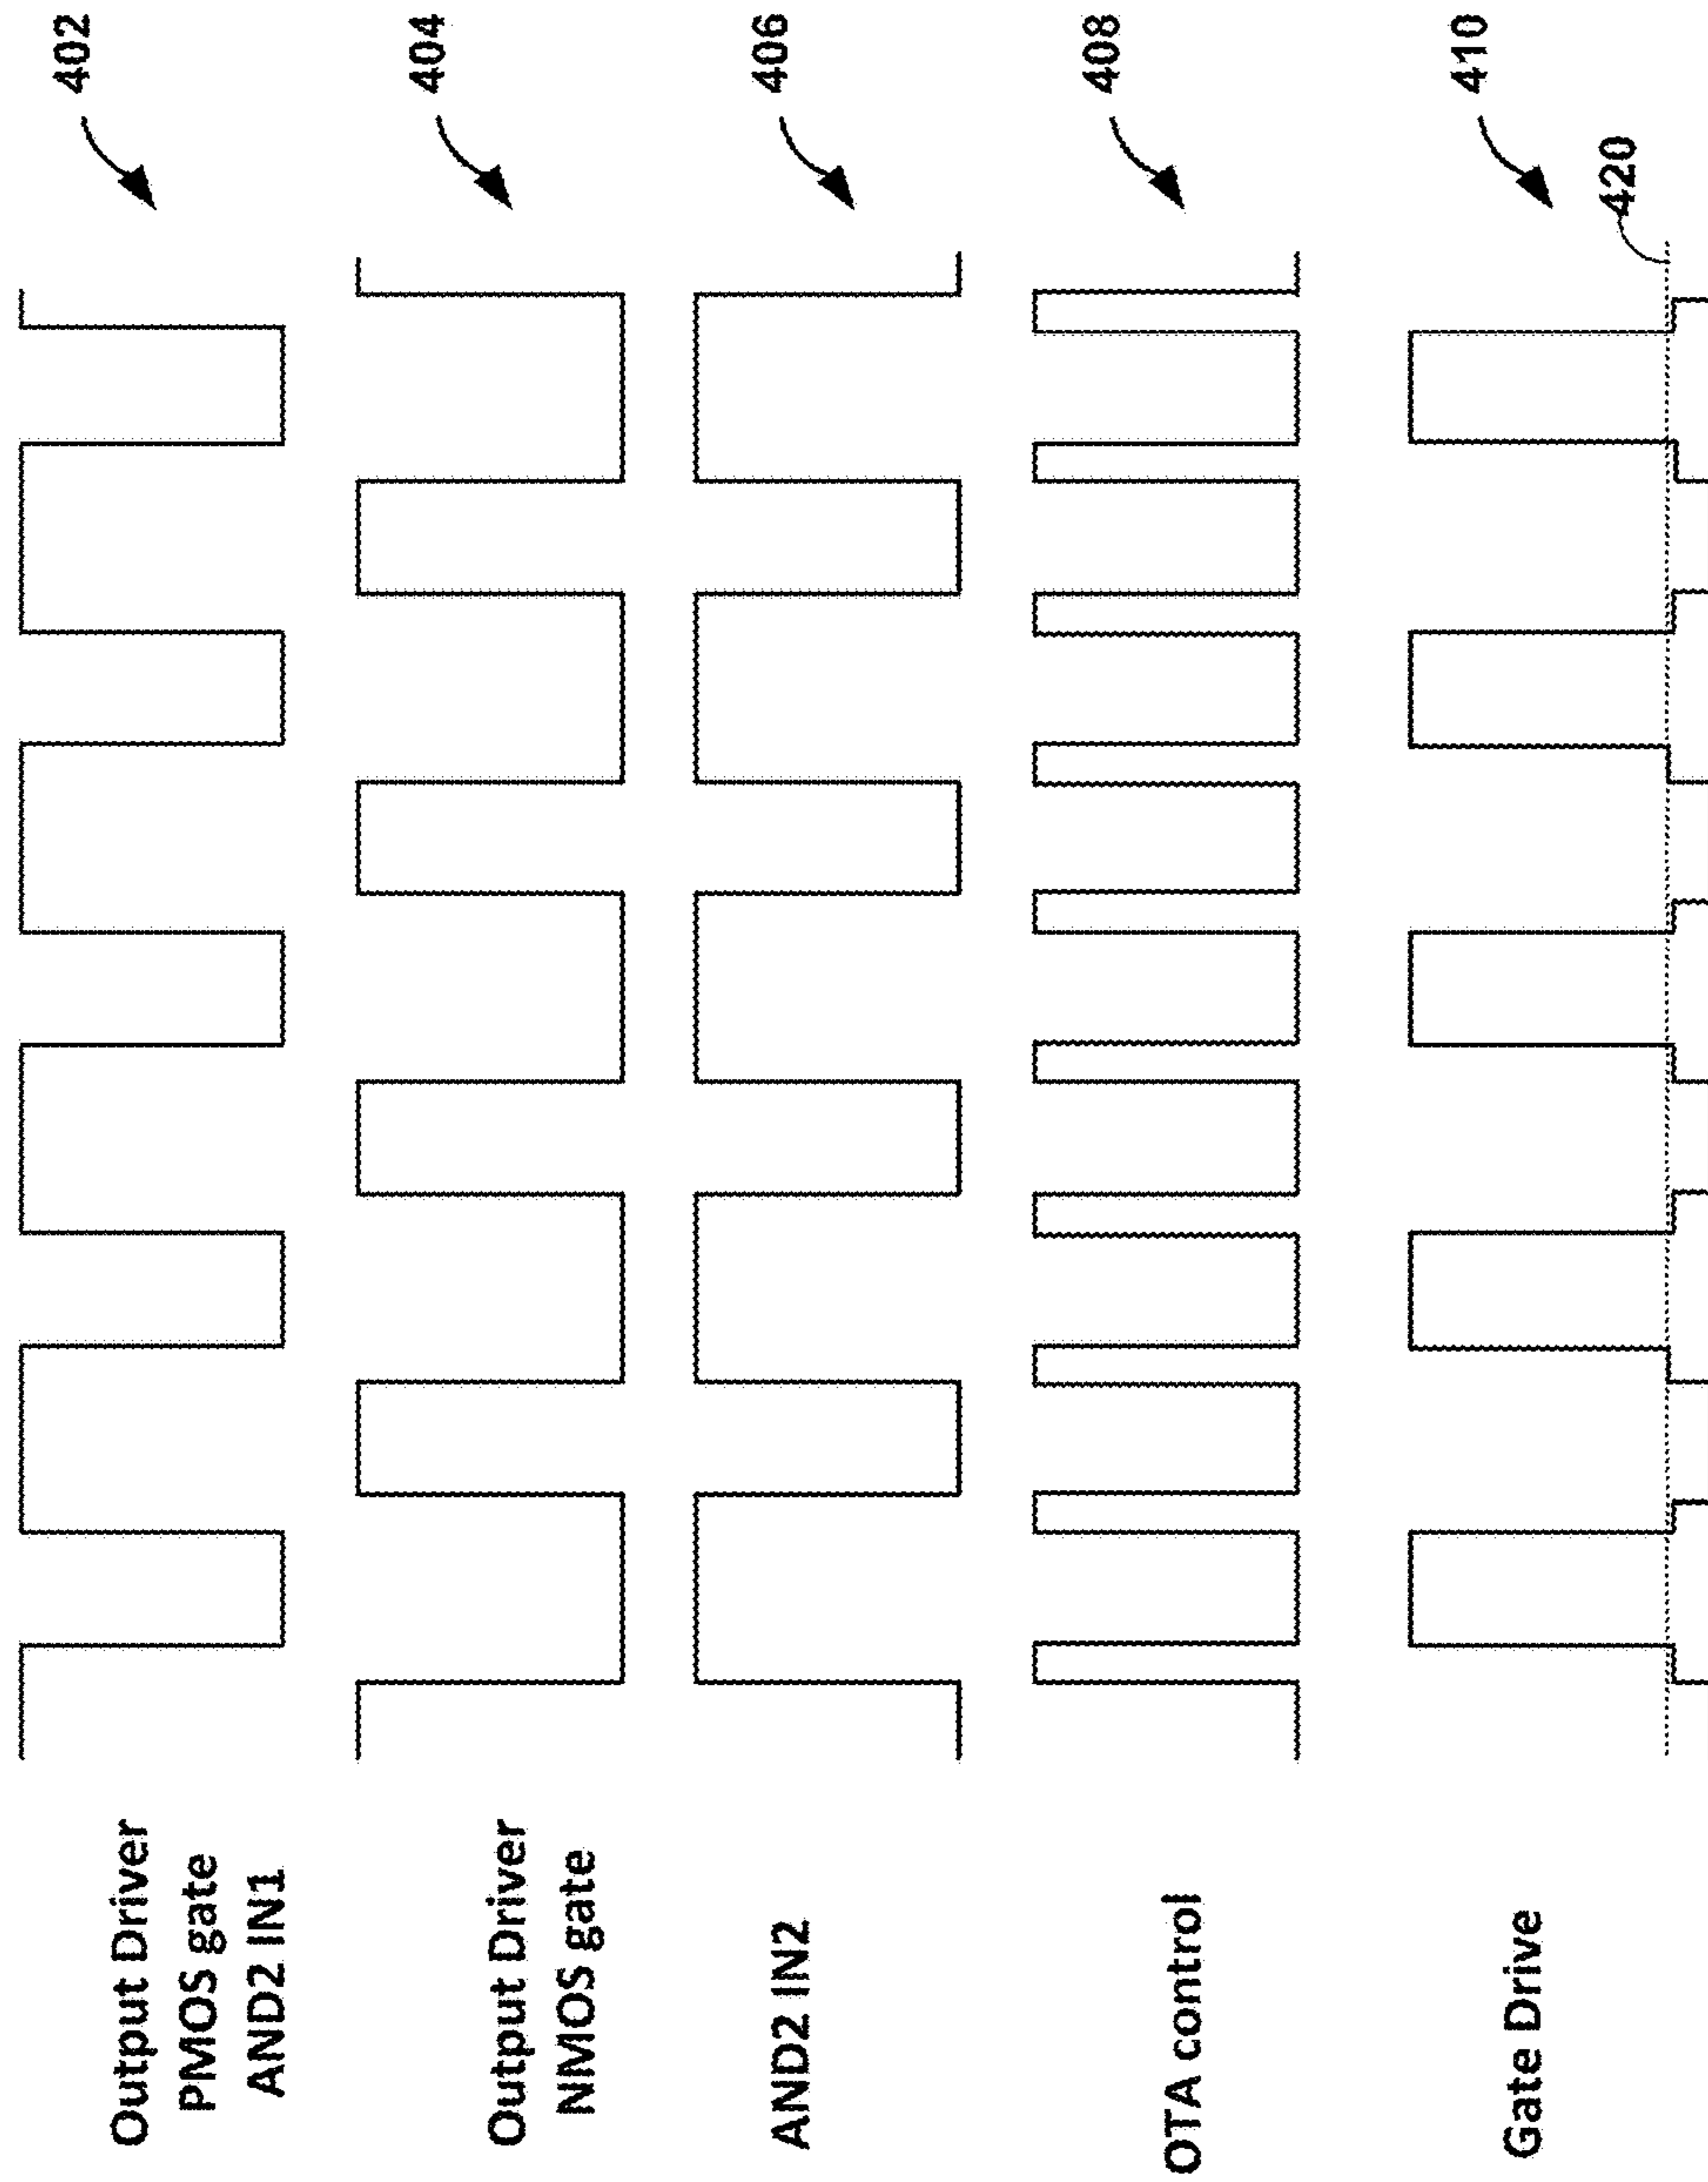 Output Driver
PMOS gate
AND2 IN1
402
Output Driver
NMOS gate
404
AND2 IN2
406
OTA control
408
Gate Drive
410
420